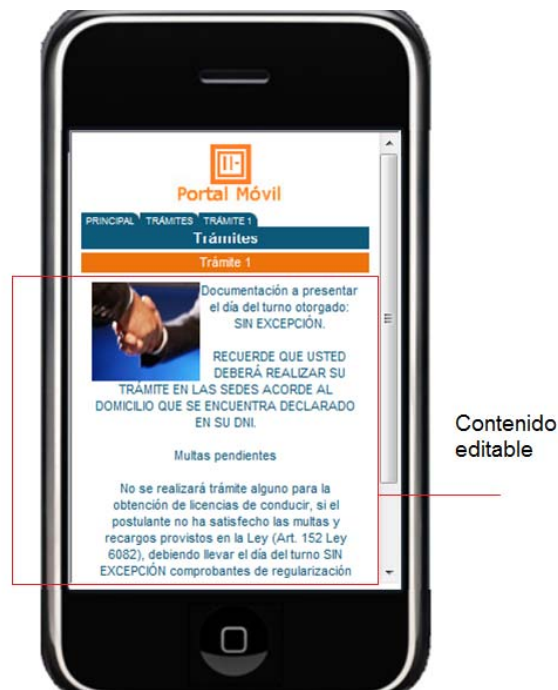 Portal Móvil
PRINCIPAL TRÁMITES TRÁMITE 1
Trámites
Trámite 1
Documentación a presentar
el día del turno otorgado:
SIN EXCEPCIÓN.
RECUERDE QUE USTED
DEBERÁ REALIZAR SU
TRÁMITE EN LAS SEDES ACORDE AL
DOMICILIO QUE SE ENCUENTRA DECLARADO
EN SU DNI.
Multas pendientes
No se realizará trámite alguno para la
obtención de licencias de conducir, si el
postulante no ha satisfecho las multas y
recargos provistos en la Ley (Art. 152 Ley
6082), debiendo llevar el día del turno SIN
EXCEPCIÓN comprobantes de regularización
Contenido
editable